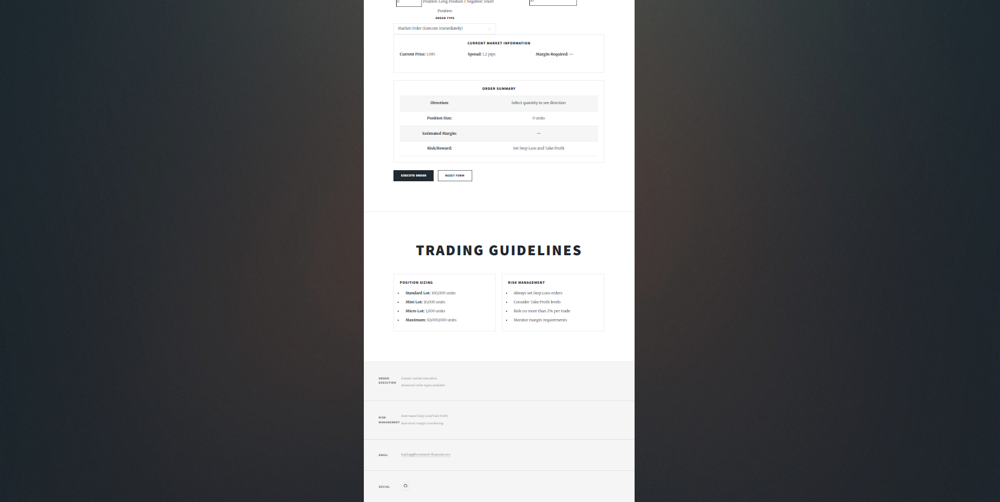 0
Positive: Long Position | Negative: Short
Position
ORDER TYPE
Market Order (Execute Immediately)
CURRENT MARKET INFORMATION
Current Price: 1.085 Spread: 1.2 pips Margin Required: --
ORDER SUMMARY
Direction: Select quantity to see direction
Position Size: 0 units
Estimated Margin: --
Risk/Reward: Set Stop Loss and Take Profit
EXECUTE ORDER RESET FORM
TRADING GUIDELINES
POSITION SIZING
• Standard Lot: 100,000 units
• Mini Lot: 10,000 units
• Micro Lot: 1,000 units
• Maximum: 10,000,000 units
RISK MANAGEMENT
• Always set Stop Loss orders
• Consider Take Profit levels
• Risk no more than 2% per trade
• Monitor margin requirements
ORDER
EXECUTION
Instant market execution
Advanced order types available
RISK
MANAGEMENT
Automated Stop Loss/Take Profit
Real-time margin monitoring
EMAIL
trading@homework-financial.com
SOCIAL